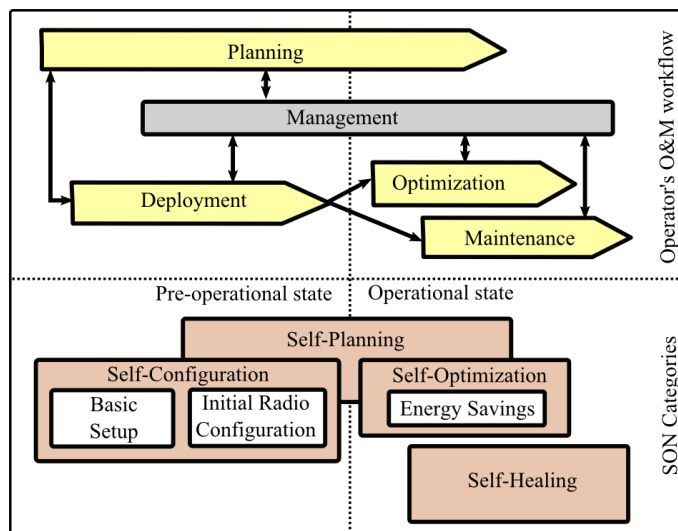 Planning
Management
Optimization
Deployment
Maintenance
Operator's O&M workflow
Pre-operational state
Operational state
Self-Planning
Self-Configuration
Basic
Setup
Initial Radio
Configuration
Self-Optimization
Energy Savings
Self-Healing
SON Categories